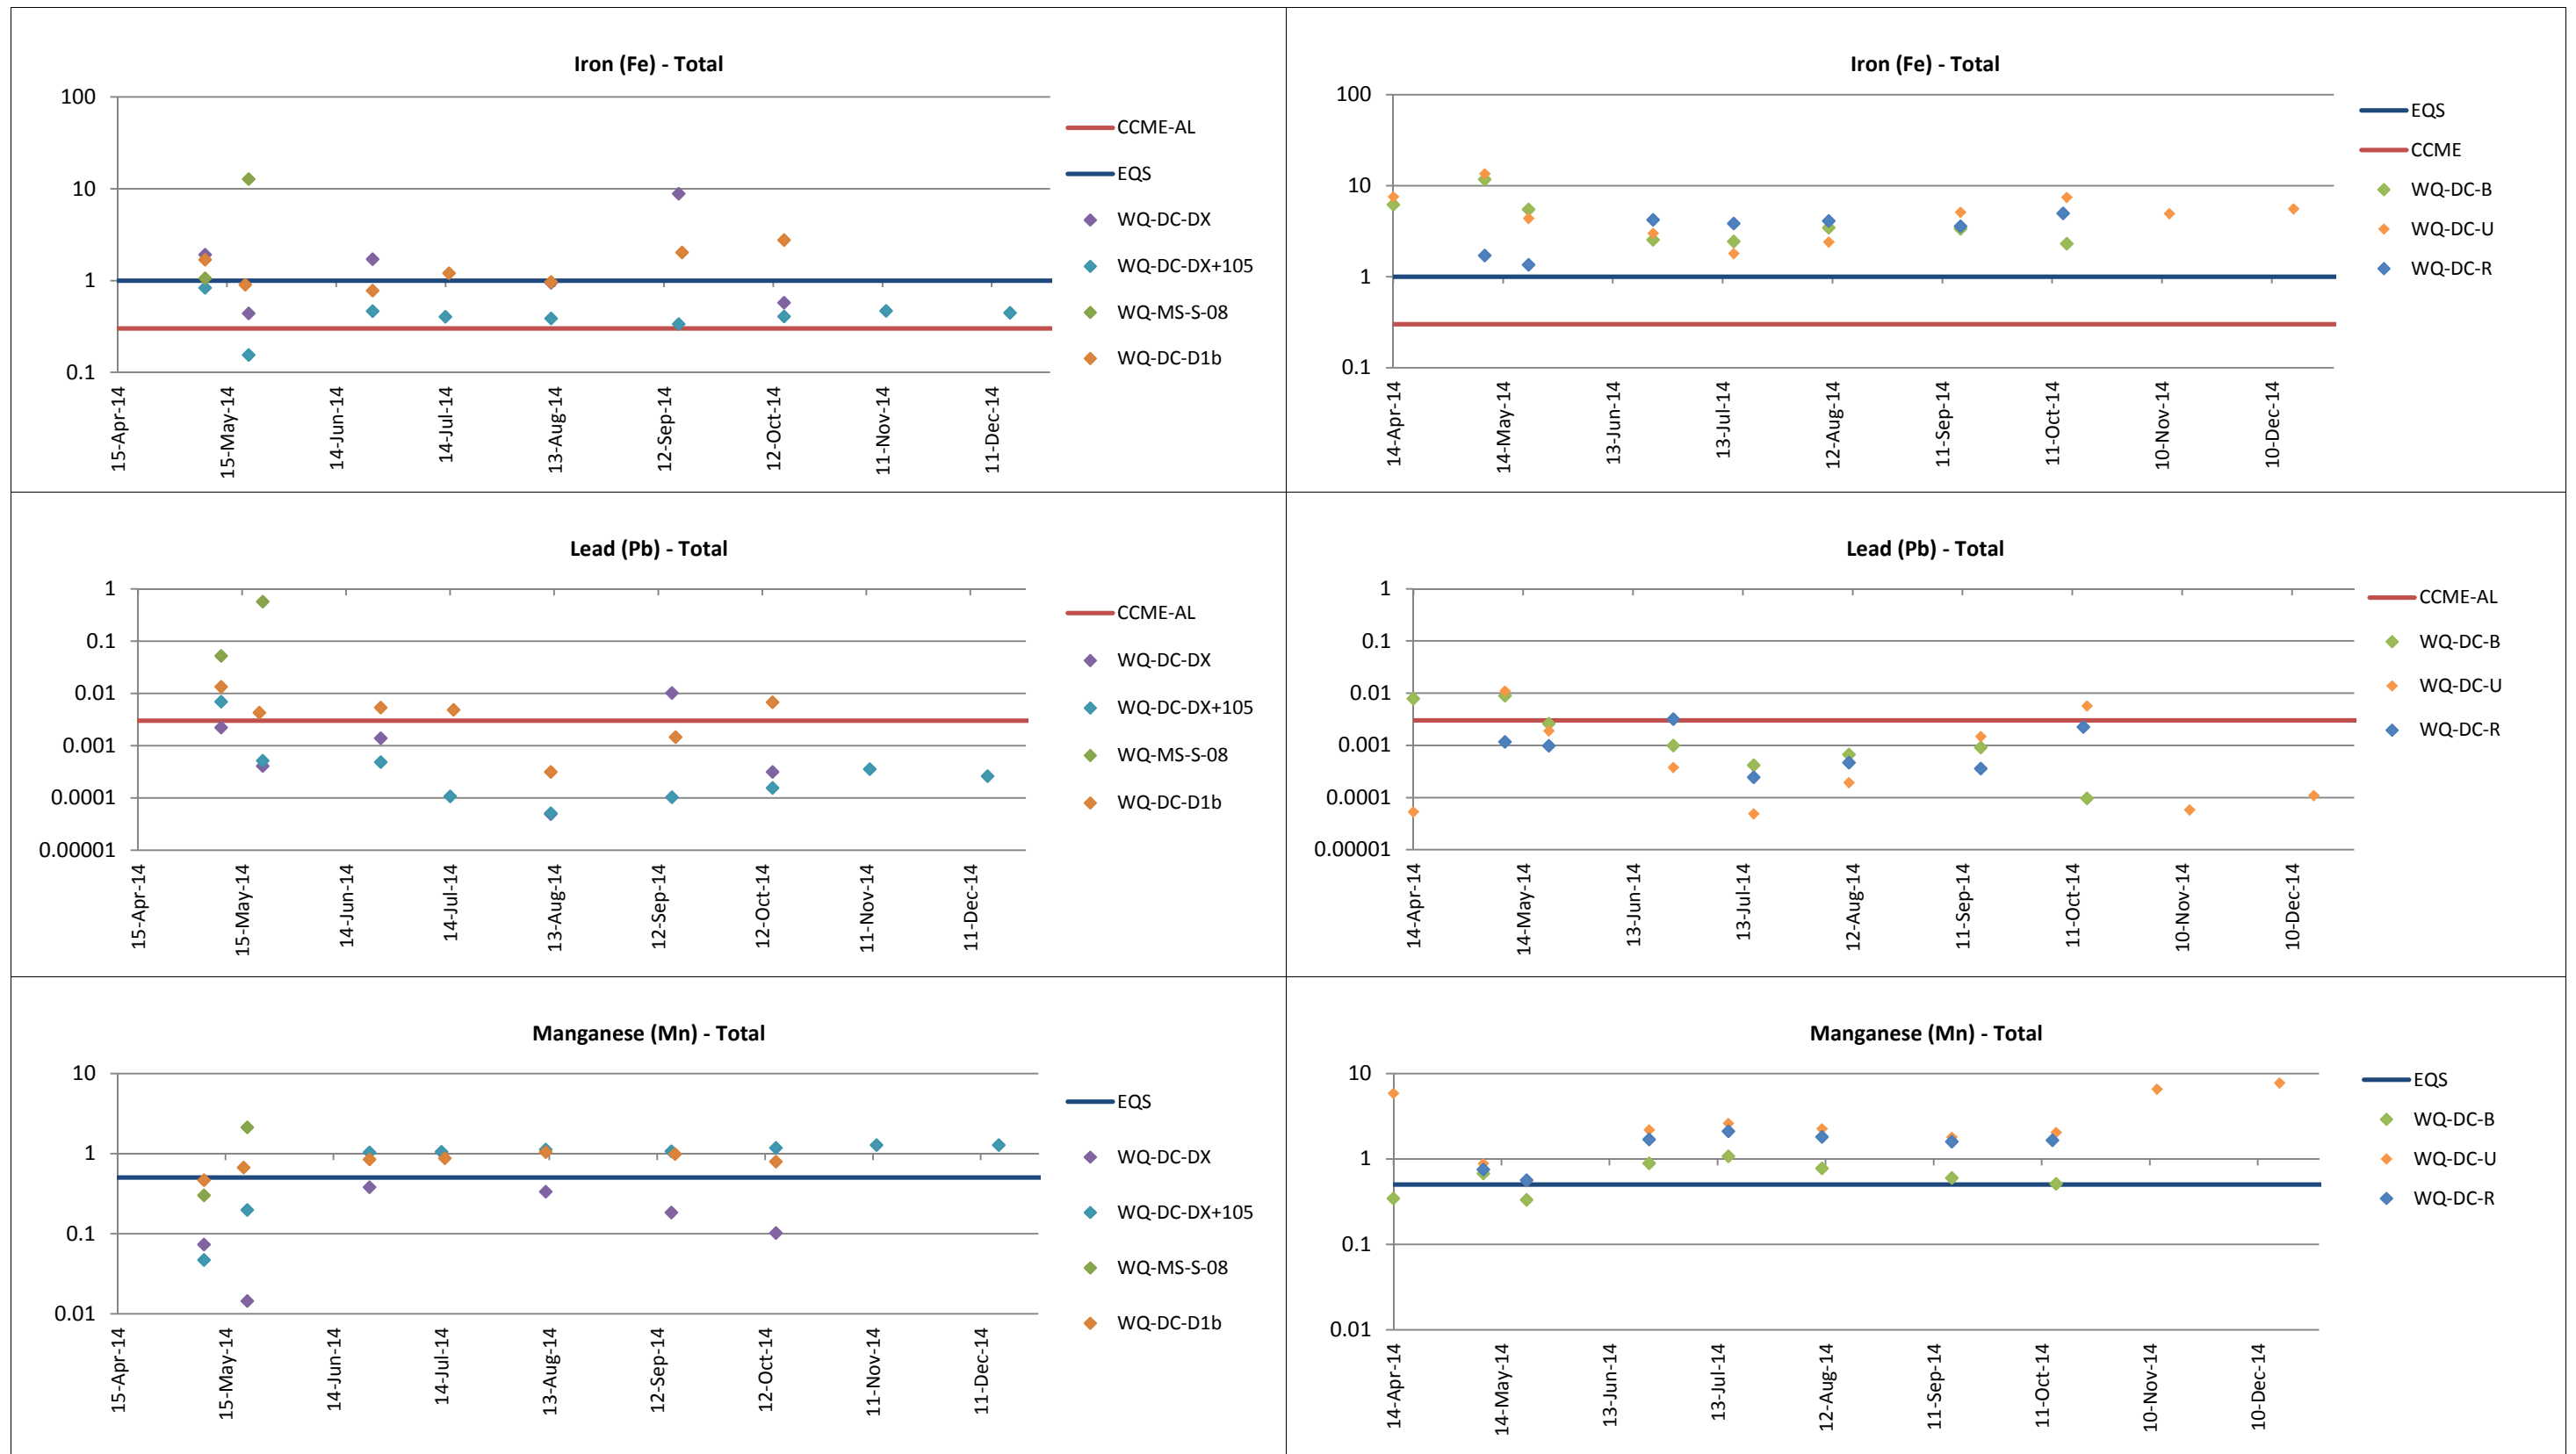 Iron (Fe) - Total
100
10
1
0.1
15-Apr-14
15-May-14
14-Jun-14
14-Jul-14
13-Aug-14
12-Sep-14
12-Oct-14
11-Nov-14
11-Dec-14
CCME-AL
EQS
WQ-DC-DX
WQ-DC-DX+105
WQ-MS-S-08
WQ-DC-D1b
Iron (Fe) - Total
100
10
1
0.1
14-Apr-14
14-May-14
13-Jun-14
13-Jul-14
12-Aug-14
11-Sep-14
11-Oct-14
10-Nov-14
10-Dec-14
EQS
CCME
WQ-DC-B
WQ-DC-U
WQ-DC-R
Lead (Pb) - Total
1
0.1
0.01
0.001
0.0001
0.00001
15-Apr-14
15-May-14
14-Jun-14
14-Jul-14
13-Aug-14
12-Sep-14
12-Oct-14
11-Nov-14
11-Dec-14
CCME-AL
WQ-DC-DX
WQ-DC-DX+105
WQ-MS-S-08
WQ-DC-D1b
Lead (Pb) - Total
1
0.1
0.01
0.001
0.0001
0.00001
14-Apr-14
14-May-14
13-Jun-14
13-Jul-14
12-Aug-14
11-Sep-14
11-Oct-14
10-Nov-14
10-Dec-14
CCME-AL
WQ-DC-B
WQ-DC-U
WQ-DC-R
Manganese (Mn) - Total
10
1
0.1
0.01
15-Apr-14
15-May-14
14-Jun-14
14-Jul-14
13-Aug-14
12-Sep-14
12-Oct-14
11-Nov-14
11-Dec-14
EQS
WQ-DC-DX
WQ-DC-DX+105
WQ-MS-S-08
WQ-DC-D1b
Manganese (Mn) - Total
10
1
0.1
0.01
14-Apr-14
14-May-14
13-Jun-14
13-Jul-14
12-Aug-14
11-Sep-14
11-Oct-14
10-Nov-14
10-Dec-14
EQS
WQ-DC-B
WQ-DC-U
WQ-DC-R